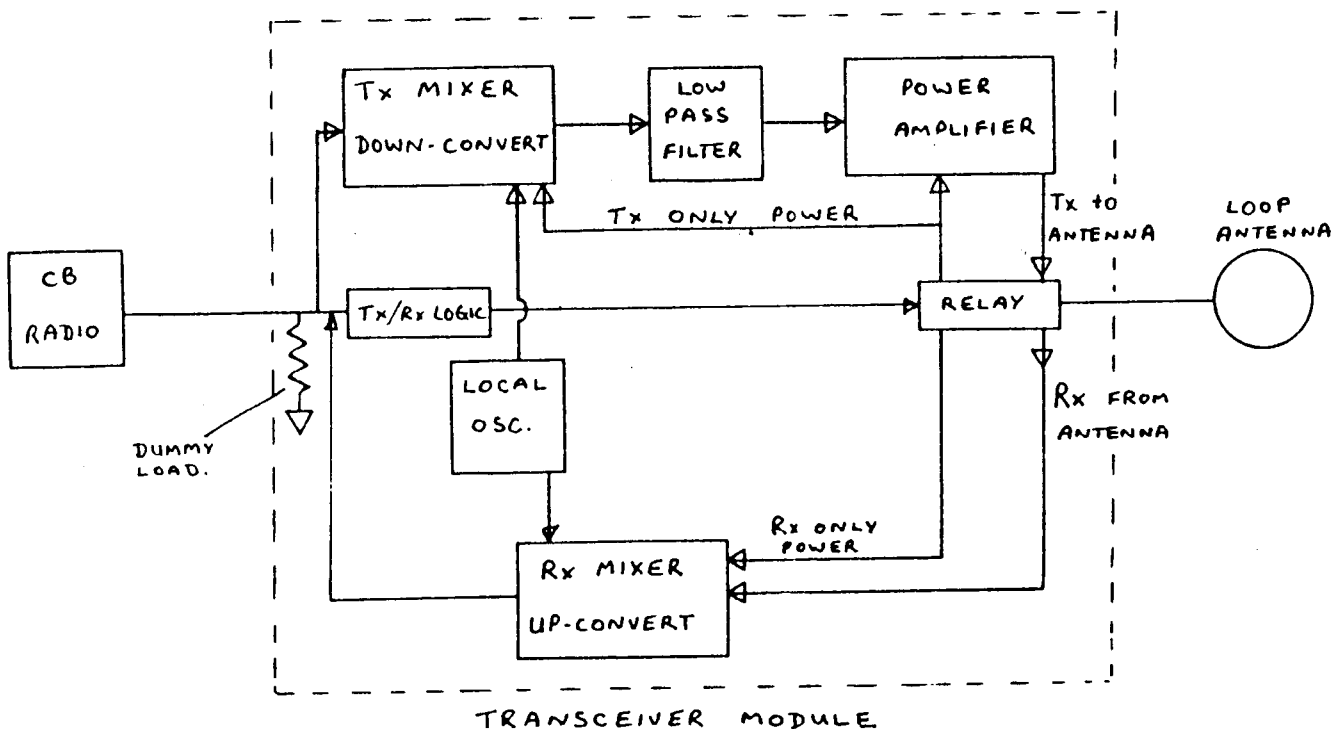 Tx MIXER
DOWN-CONVERT
LOW
PASS
FILTER
POWER
AMPLIFIER
Tx ONLY POWER
Tx to
ANTENNA
LOOP
ANTENNA
CB
RADIO
Tx/Rx LOGIC
RELAY
LOCAL
OSC.
DUMMY
LOAD.
Rx FROM
ANTENNA
Rx ONLY
POWER
Rx MIXER
UP-CONVERT
TRANSCEIVER MODULE